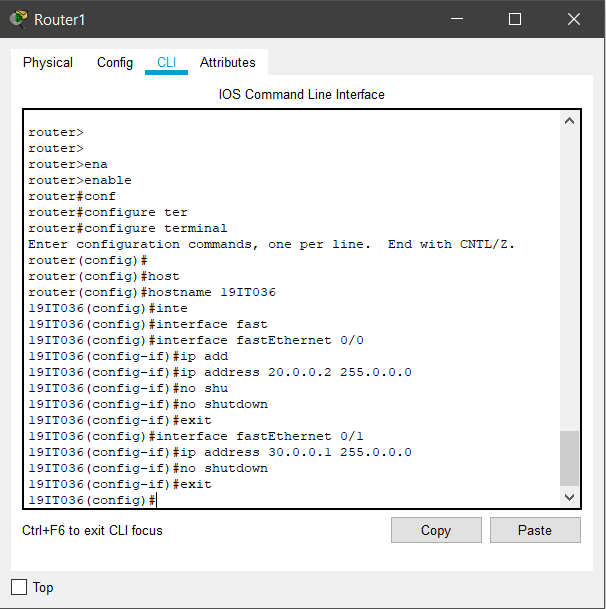 Router1
Physical Config CLI Attributes
IOS Command Line Interface
router>
router>
router>ena
router>enable
router#conf
router#configure ter
router#configure terminal
Enter configuration commands, one per line.  End with CNTL/Z.
router(config)#
router(config)#host
router(config)#hostname 19IT036
19IT036(config)#inte
19IT036(config)#interface fast
19IT036(config)#interface fastEthernet 0/0
19IT036(config-if)#ip add
19IT036(config-if)#ip address 20.0.0.2 255.0.0.0
19IT036(config-if)#no shu
19IT036(config-if)#no shutdown
19IT036(config-if)#exit
19IT036(config)#interface fastEthernet 0/1
19IT036(config-if)#ip address 30.0.0.1 255.0.0.0
19IT036(config-if)#no shutdown
19IT036(config-if)#exit
19IT036(config)#
Ctrl+F6 to exit CLI focus
Copy Paste
Top